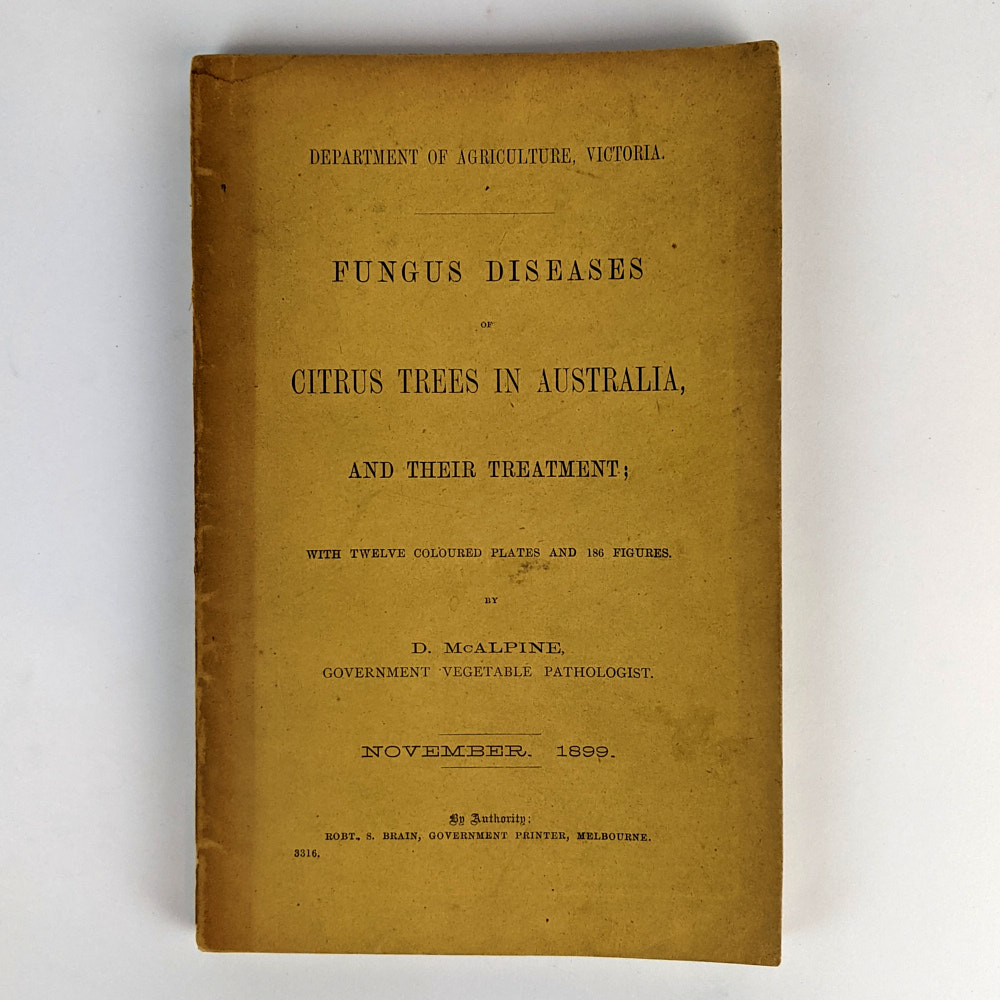 DEPARTMENT OF AGRICULTURE, VICTORIA.
FUNGUS DISEASES
OF
CITRUS TREES IN AUSTRALIA,
AND THEIR TREATMENT;
WITH TWELVE COLOURED PLATES AND 186 FIGURES.
BY
D. McALPINE,
GOVERNMENT VEGETABLE PATHOLOGIST.
NOVEMBER, 1899.
By Authority:
ROBT. S. BRAIN, GOVERNMENT PRINTER, MELBOURNE.
3316.